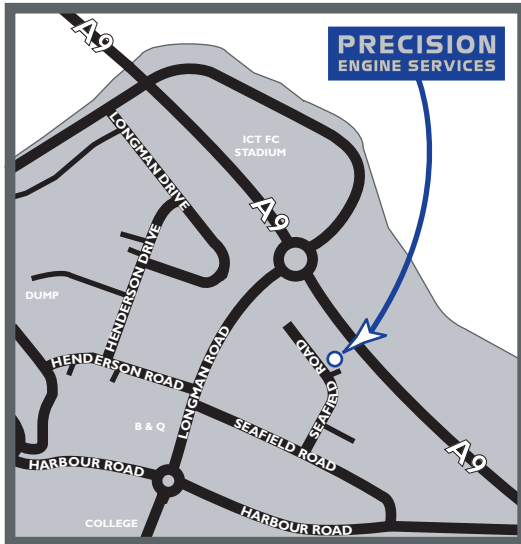 A9
PRECISION
ENGINE SERVICES
LONGMAN DRIVE
ICT FC
STADIUM
A9
HENDERSON DRIVE
DUMP
LONGMAN ROAD
SEAFIELD ROAD
HENDERSON ROAD
B & Q
SEAFIELD ROAD
A9
HARBOUR ROAD
HARBOUR ROAD
COLLEGE